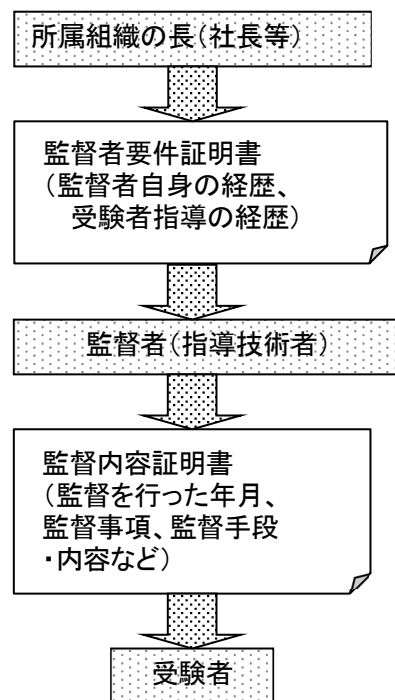 所属組織の長(社長等)
監督者要件証明書
(監督者自身の経歴、
受験者指導の経歴)
監督者(指導技術者)
監督内容証明書
(監督を行った年月、
監督事項、監督手段
・内容など)
受験者